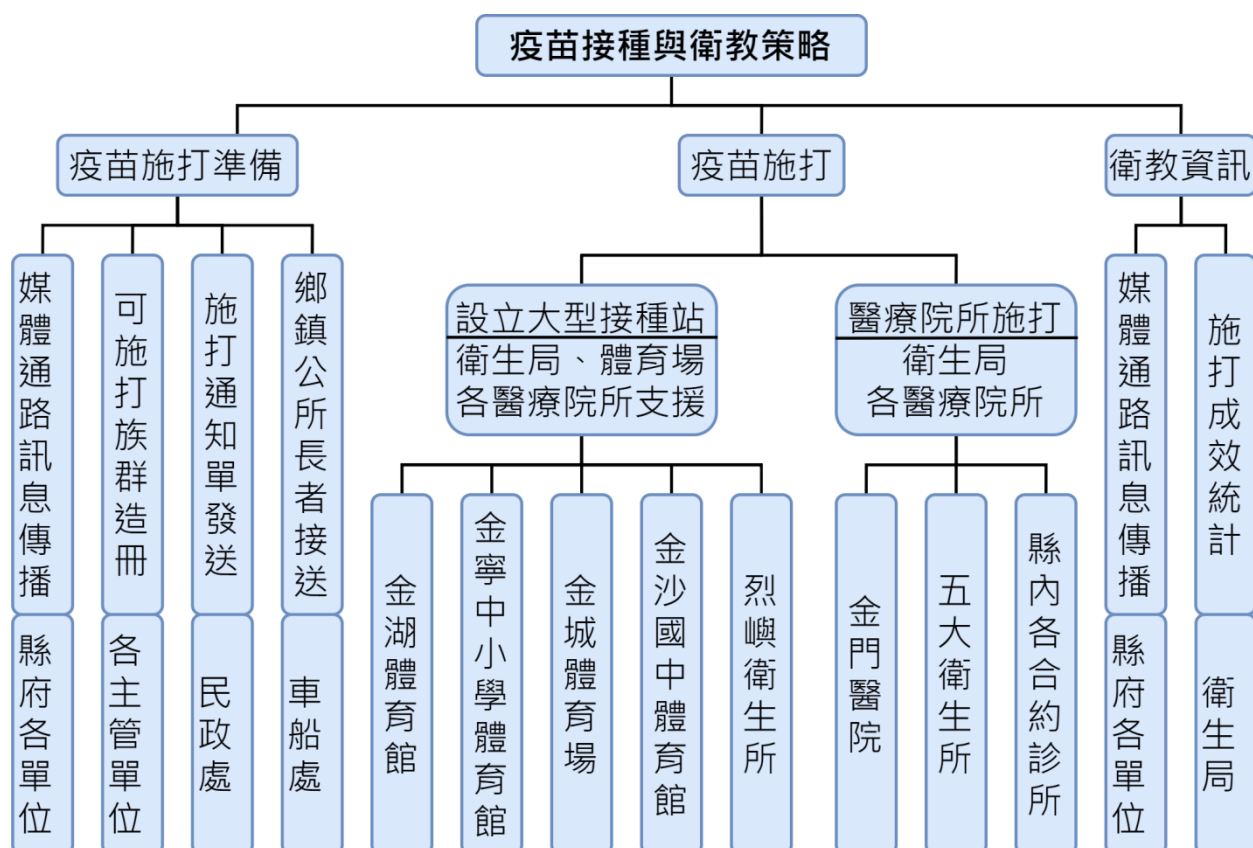 疫苗接種與衛教策略
疫苗施打準備
疫苗施打
衛教資訊
媒體通路訊息傳播
縣府各單位
可施打族群造冊
各主管單位
施打通知單發送
民政處
鄉鎮公所長者接送
車船處
設立大型接種站
衛生局、體育場
各醫療院所支援
醫療院所施打
衛生局
各醫療院所
金湖體育館
金寧中小學體育館
金城體育場
金沙國中體育館
烈嶼衛生所
金門醫院
五大衛生所
縣內各合約診所
媒體通路訊息傳播
縣府各單位
施打成效統計
衛生局